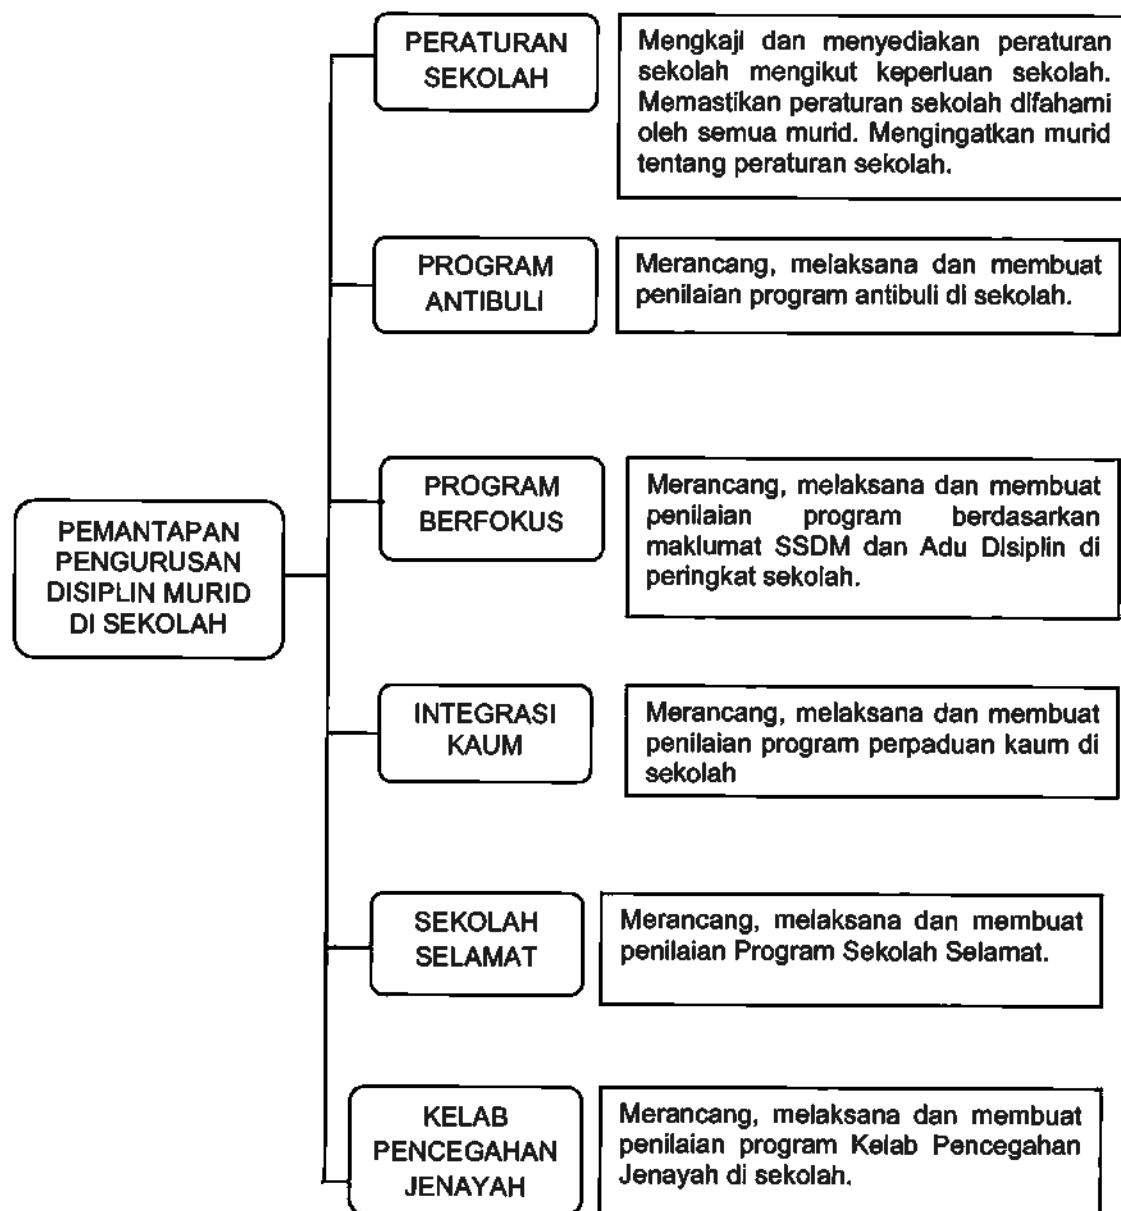 PERATURAN
SEKOLAH
Mengkaji dan menyediakan peraturan
sekolah mengikut keperluan sekolah.
Memastikan peraturan sekolah difahami
oleh semua murid. Mengingatkan murid
tentang peraturan sekolah.
PROGRAM
ANTIBULI
Merancang, melaksana dan membuat
penilaian program antibuli di sekolah.
PROGRAM
BERFOKUS
Merancang, melaksana dan membuat
penilaian program berdasarkan
maklumat SSDM dan Adu Disiplin di
peringkat sekolah.
PEMANTAPAN
PENGURUSAN
DISIPLIN MURID
DI SEKOLAH
INTEGRASI
KAUM
Merancang, melaksana dan membuat
penilaian program perpaduan kaum di
sekolah
SEKOLAH
SELAMAT
Merancang, melaksana dan membuat
penilaian Program Sekolah Selamat.
KELAB
PENCEGAHAN
JENAYAH
Merancang, melaksana dan membuat
penilaian program Kelab Pencegahan
Jenayah di sekolah.